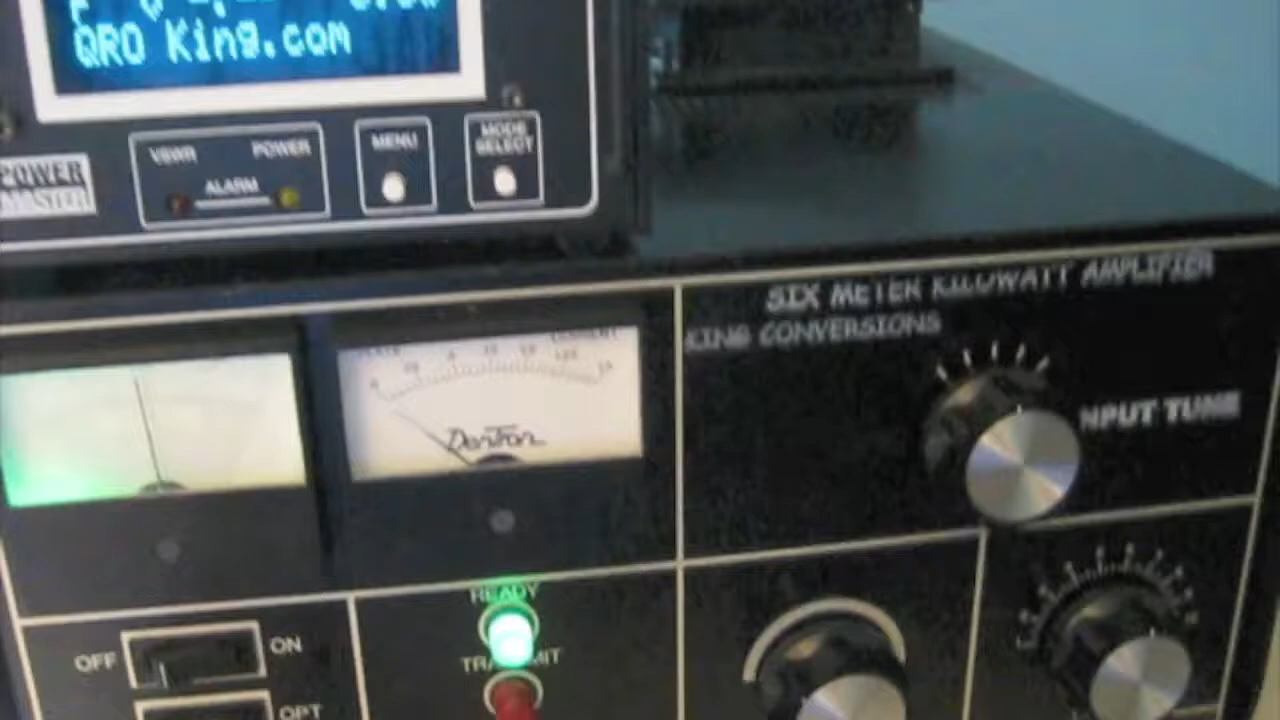 QRO King.com
VSWR POWER
ALARM
MENU
MODE
SELECT
POWER
MASTER
SIX METER KILOWATT AMPLIFIER
KING CONVERSIONS
NPUT TUNE
DenTron
READY
TRANSMIT
OFF
ON
OPT